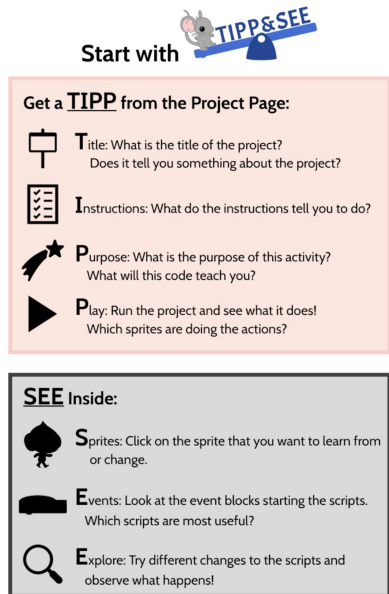 Start with TIPP&SEE
Get a TIPP from the Project Page:
Title: What is the title of the project?
Does it tell you something about the project?
Instructions: What do the instructions tell you to do?
Purpose: What is the purpose of this activity?
What will this code teach you?
Play: Run the project and see what it does!
Which sprites are doing the actions?
SEE Inside:
Sprites: Click on the sprite that you want to learn from
or change.
Events: Look at the event blocks starting the scripts.
Which scripts are most useful?
Explore: Try different changes to the scripts and
observe what happens!